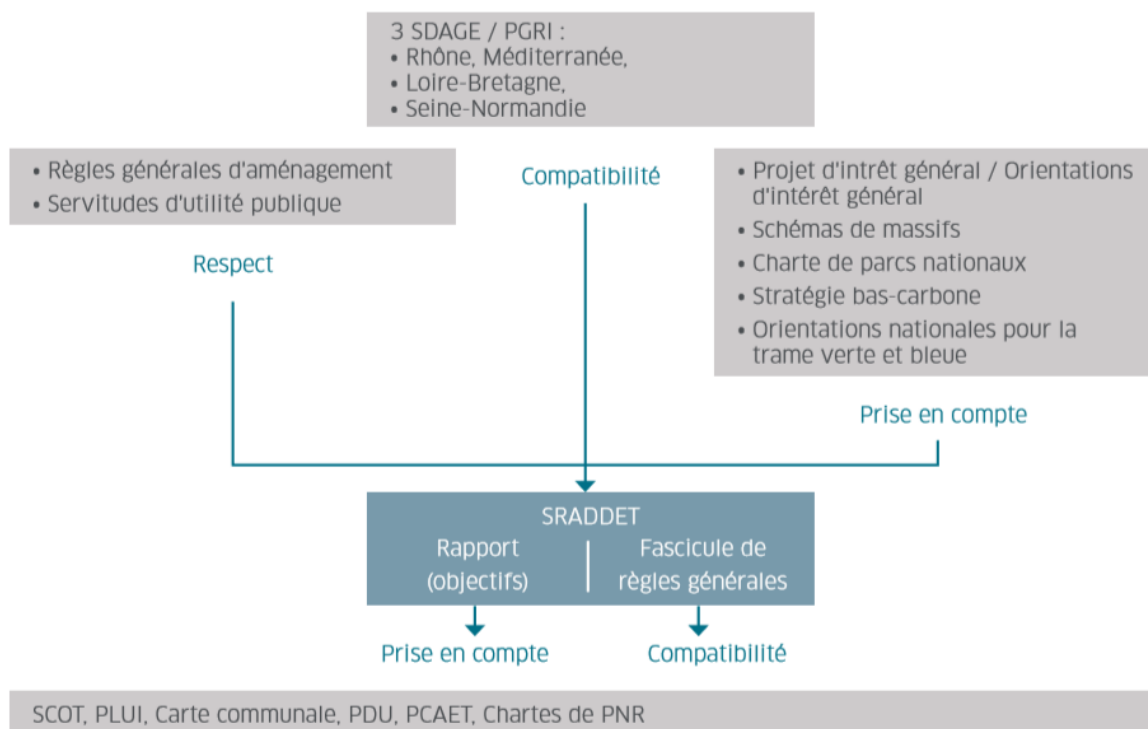 3 SDAGE / PGRI :
• Rhône, Méditerranée,
• Loire-Bretagne,
• Seine-Normandie
• Règles générales d'aménagement
• Servitudes d'utilité publique
Respect
Compatibilité
• Projet d'intrêt général / Orientations
d'intérêt général
• Schémas de massifs
• Charte de parcs nationaux
• Stratégie bas-carbone
• Orientations nationales pour la
trame verte et bleue
Prise en compte
SRADDET
Rapport
(objectifs)
Fascicule de
règles générales
Prise en compte
Compatibilité
SCOT, PLUI, Carte communale, PDU, PCAET, Chartes de PNR